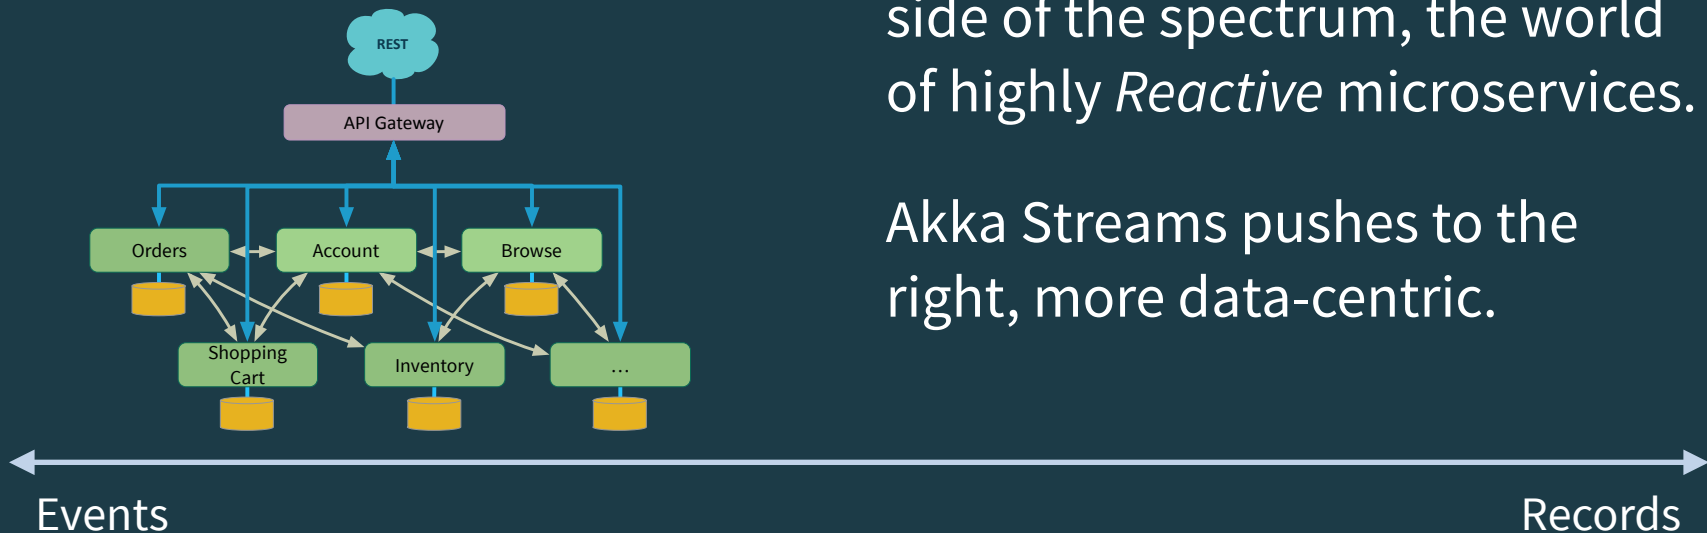 REST
API Gateway
Orders
Account
Browse
Shopping
Cart
Inventory
…
side of the spectrum, the world
of highly Reactive microservices.
Akka Streams pushes to the
right, more data-centric.
Events
Records